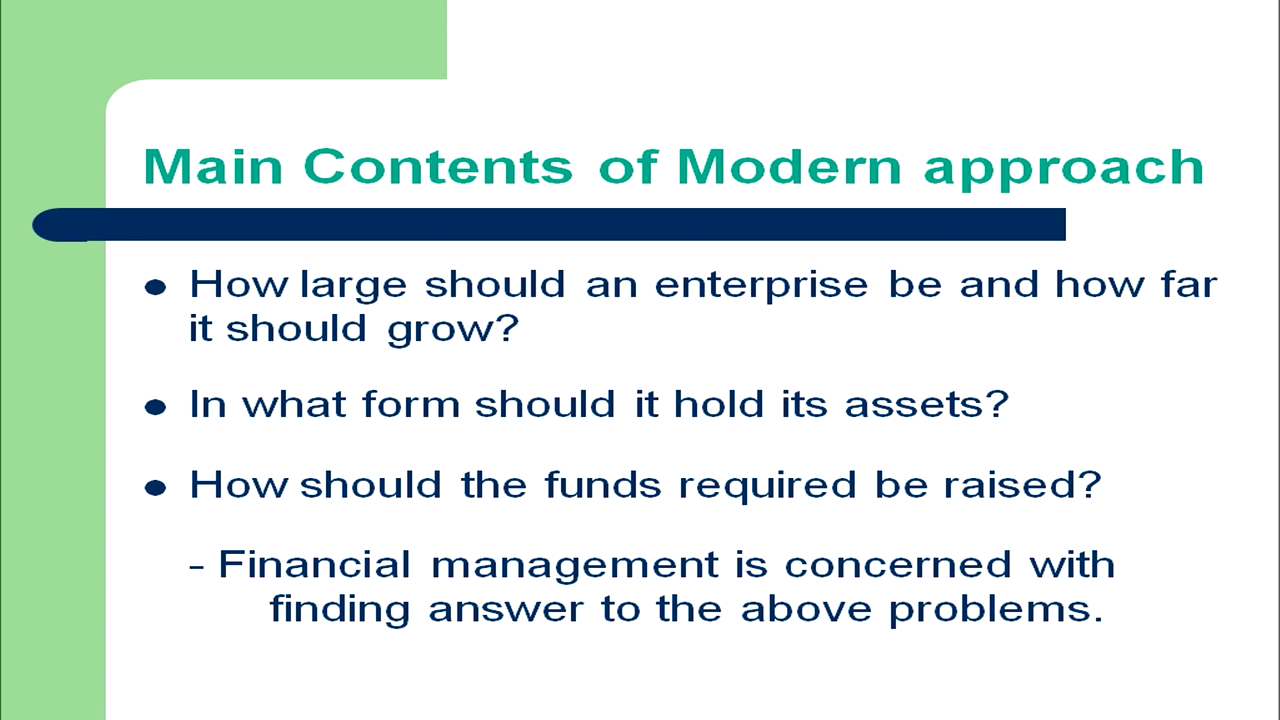 Main Contents of Modern approach
● How large should an enterprise be and how far
it should grow?
● In what form should it hold its assets?
● How should the funds required be raised?
- Financial management is concerned with
finding answer to the above problems.